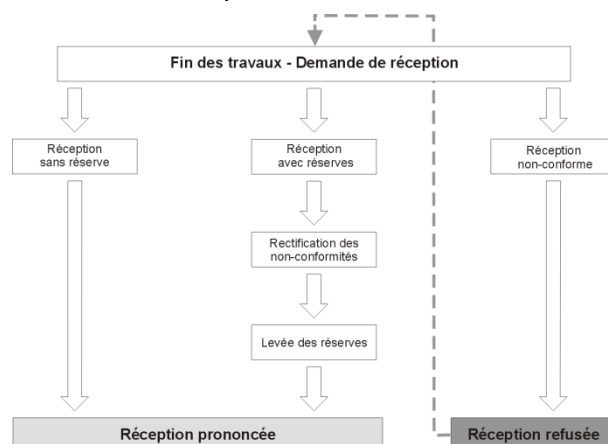 Fin des travaux - Demande de réception
Réception
sans réserve
Réception
avec réserves
Réception
non-conforme
Rectification des
non-conformités
Levée des réserves
Réception prononcée
Réception refusée